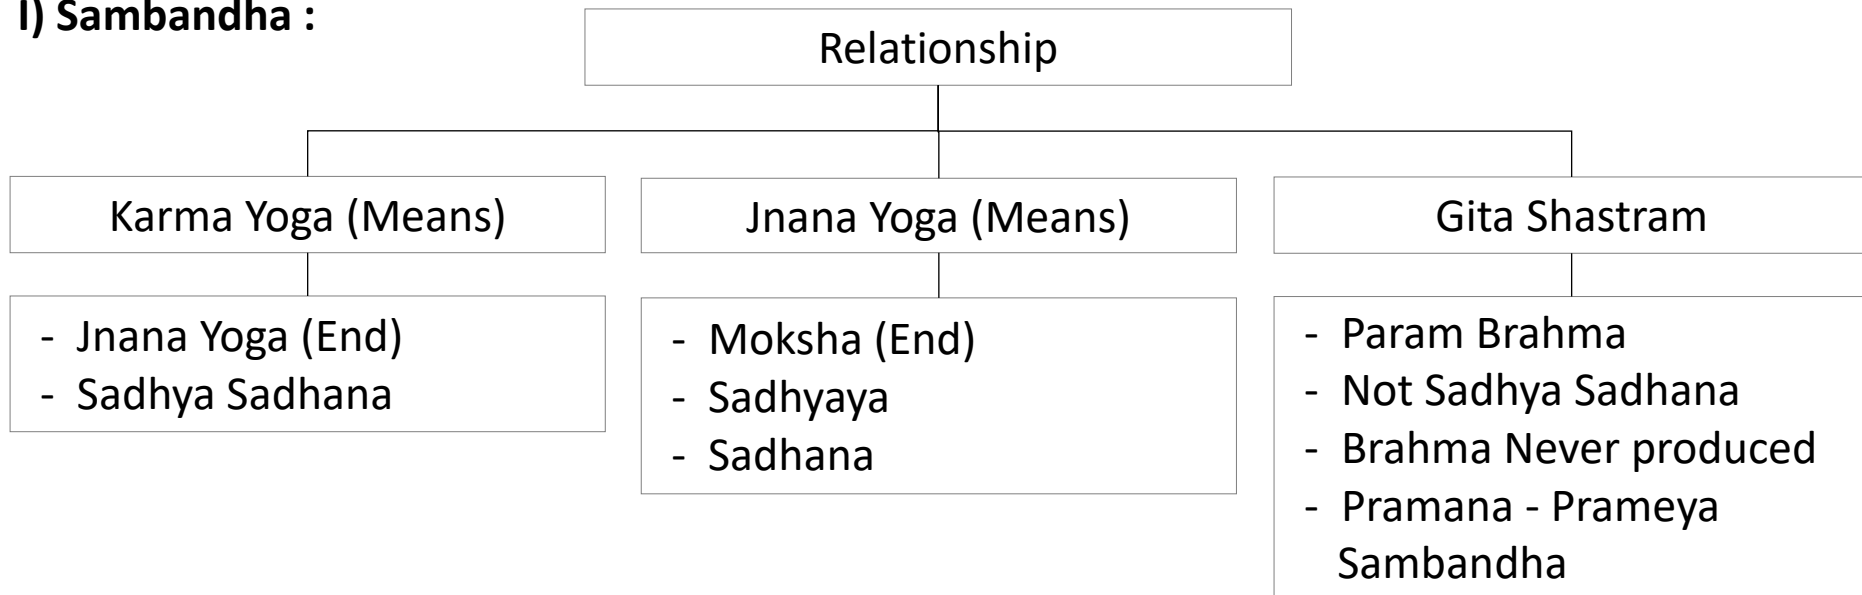 I) Sambandha :
Relationship
Karma Yoga (Means)
- Jnana Yoga (End)
- Sadhya Sadhana
Jnana Yoga (Means)
- Moksha (End)
- Sadhyaya
- Sadhana
Gita Shastram
- Param Brahma
- Not Sadhya Sadhana
- Brahma Never produced
- Pramana - Prameya
Sambandha